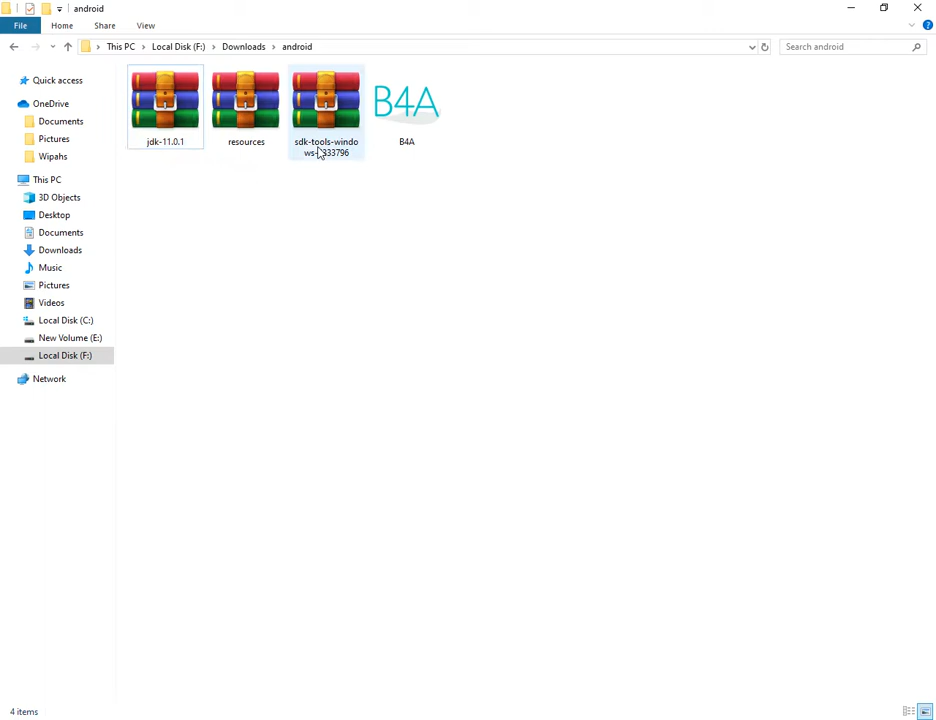 android
File Home Share View
This PC Local Disk (F:) Downloads android
Search android
Quick access
OneDrive
Documents
Pictures
Wipahs
This PC
3D Objects
Desktop
Documents
Downloads
Music
Pictures
Videos
Local Disk (C:)
New Volume (E:)
Local Disk (F:)
Network
jdk-11.0.1
resources
sdk-tools-windo
B4A
B4A
4 items